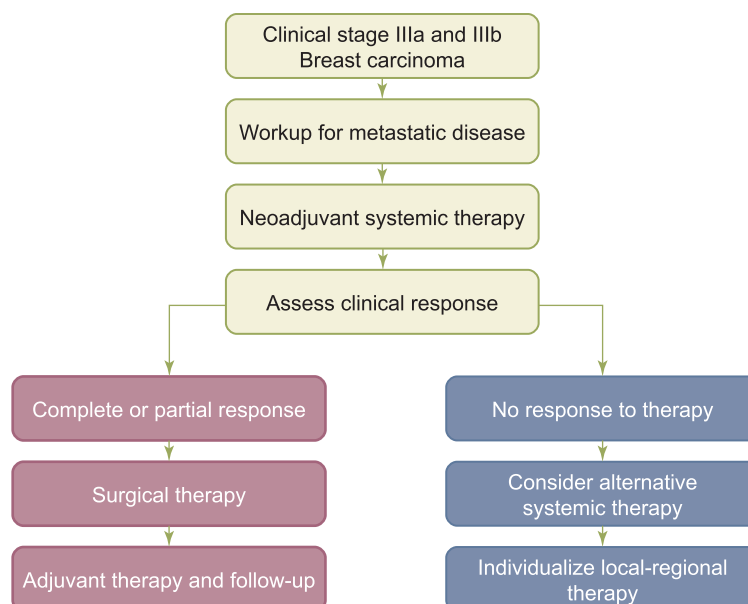 Clinical stage IIIa and IIIb
Breast carcinoma
Workup for metastatic disease
Neoadjuvant systemic therapy
Assess clinical response
Complete or partial response
Surgical therapy
Adjuvant therapy and follow-up
No response to therapy
Consider alternative
systemic therapy
Individualize local-regional
therapy